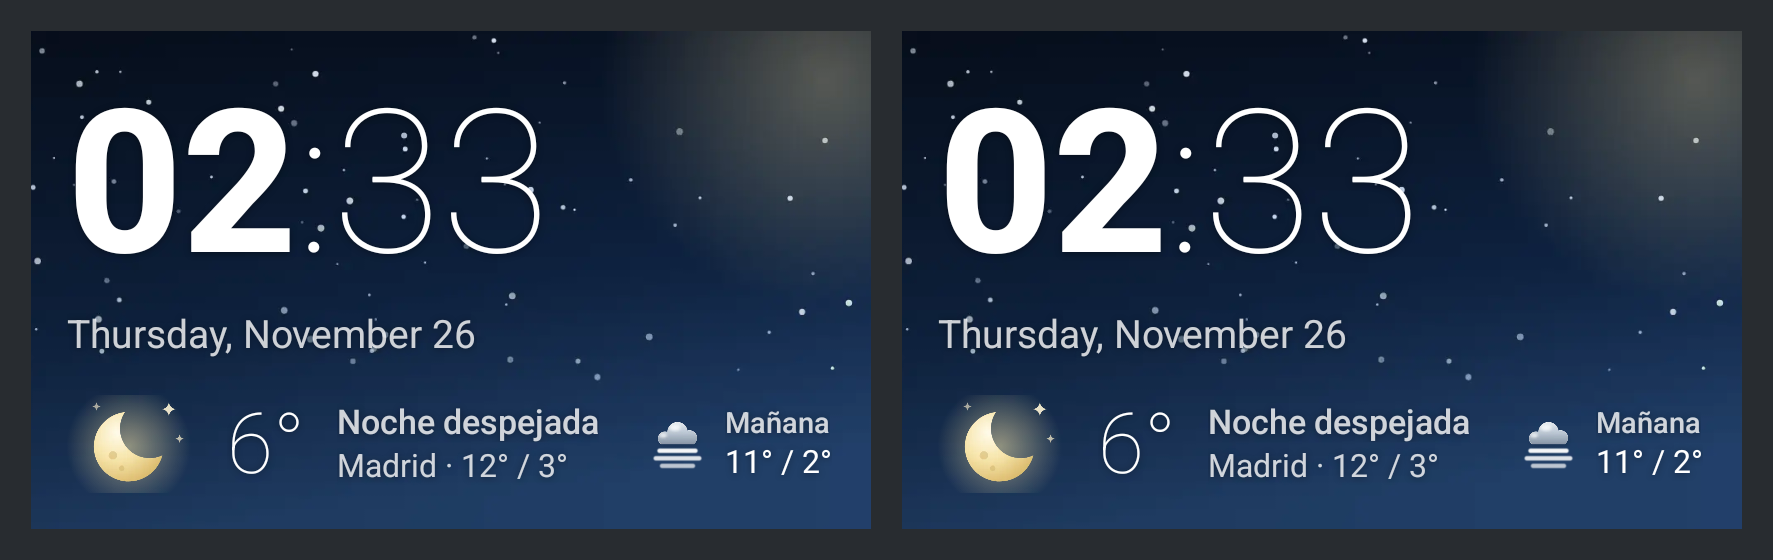 02:33
Thursday, November 26
6°
Noche despejada
Madrid · 12° / 3°
Mañana
11° / 2°
02:33
Thursday, November 26
6°
Noche despejada
Madrid · 12° / 3°
Mañana
11° / 2°